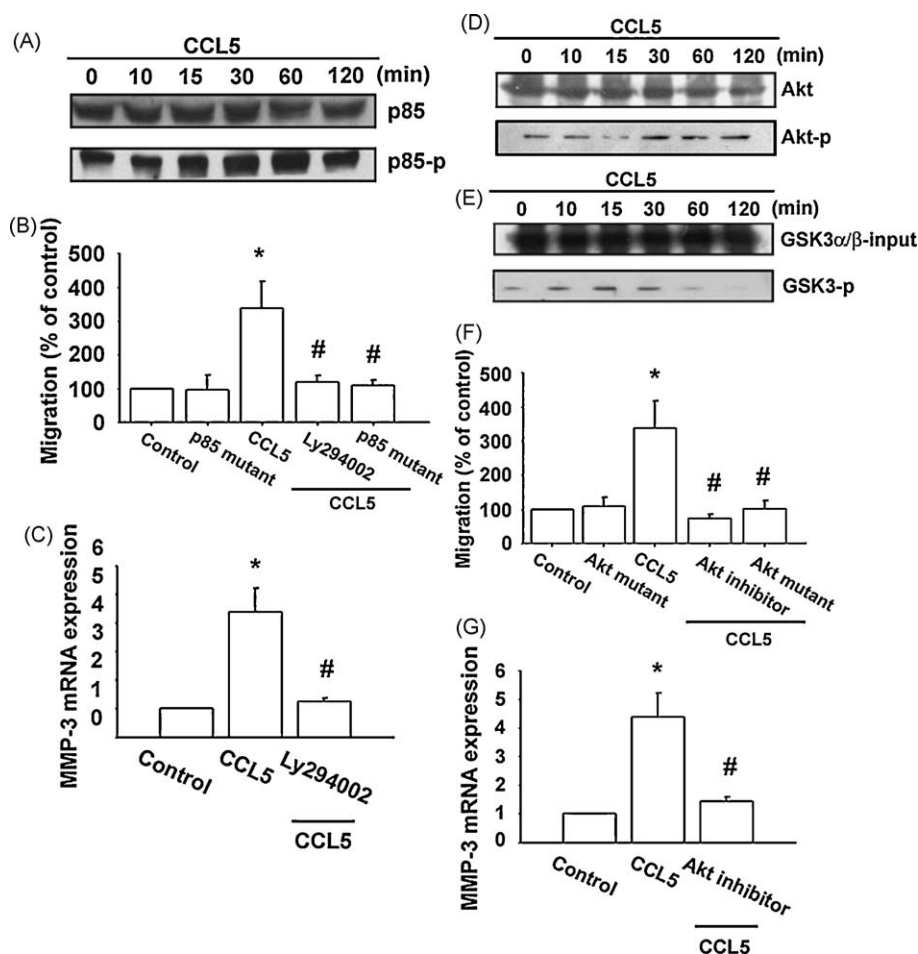 (A)
CCL5
0 10 15 30 60 120 (min)
p85
p85-p
(B)
Migration (% of control)
500
400
300
200
100
0
*
#
#
Control
p85 mutant
CCL5
Ly294002
p85 mutant
CCL5
(C)
MMP-3 mRNA expression
6
5
4
3
2
1
0
*
#
Control
CCL5
Ly294002
CCL5
(D)
CCL5
0 10 15 30 60 120 (min)
Akt
Akt-p
CCL5
(E)
0 10 15 30 60 120 (min)
GSK3α/β-input
GSK3-p
(F)
Migration (% of control)
500
400
300
200
100
0
*
#
#
Control
Akt mutant
CCL5
Akt inhibitor
Akt mutant
CCL5
(G)
MMP-3 mRNA expression
6
5
4
3
2
1
0
*
#
Control
CCL5
Akt inhibitor
CCL5